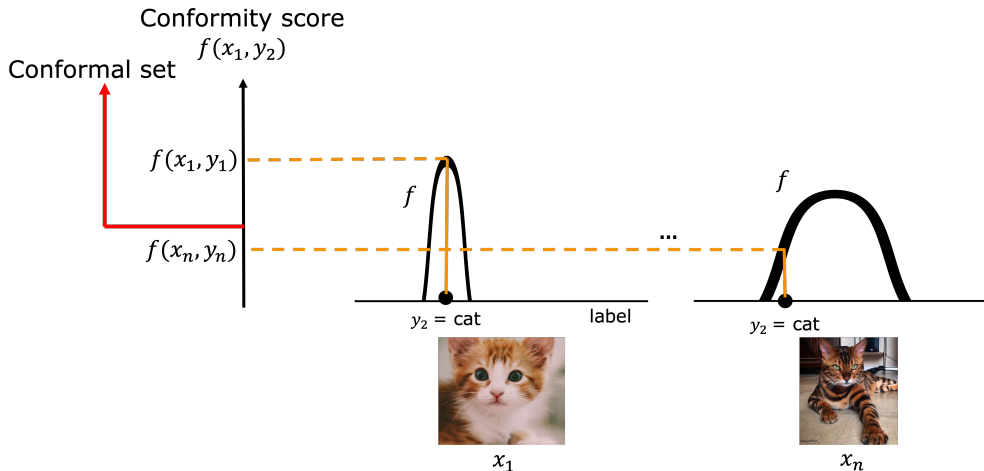 Conformity score
f(x₁, y₂)
Conformal set
f(x₁, y₁)
f
f
...
f(xₙ, yₙ)
y₂ = cat
label
y₂ = cat
x₁
xₙ